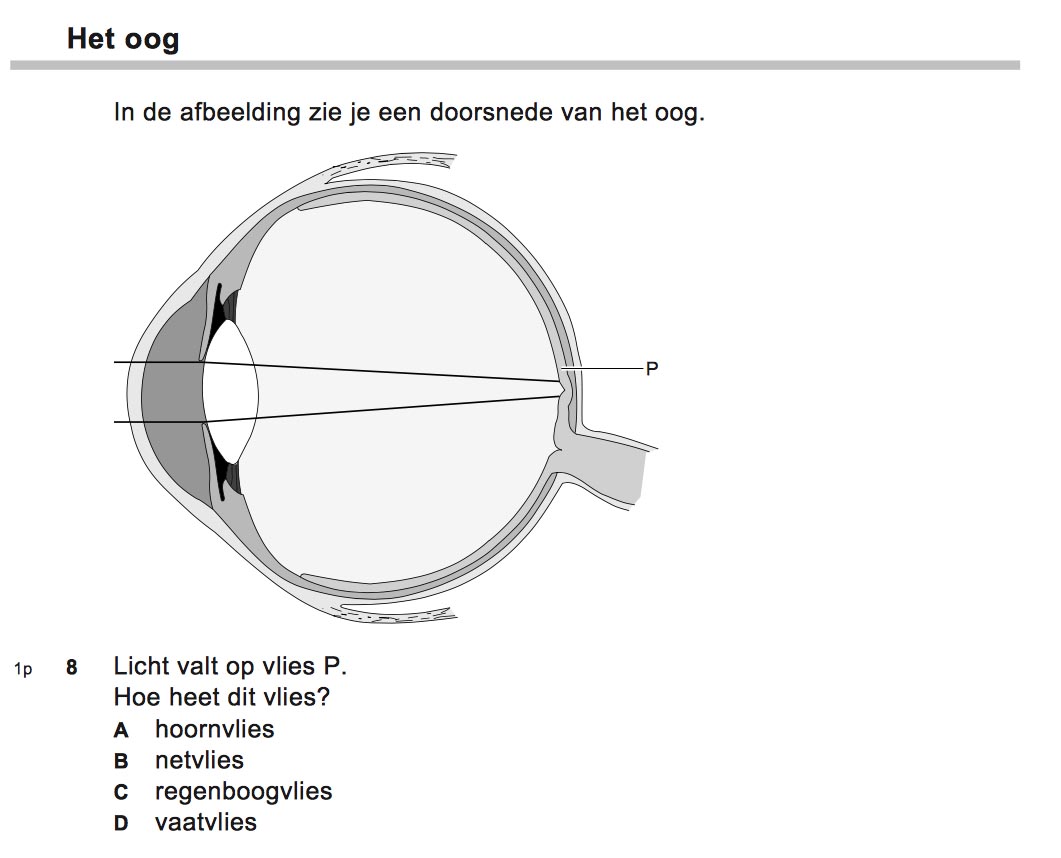 Het oog
In de afbeelding zie je een doorsnede van het oog.
P
1p 8 Licht valt op vlies P.
Hoe heet dit vlies?
A hoornvlies
B netvlies
C regenboogvlies
D vaatvlies